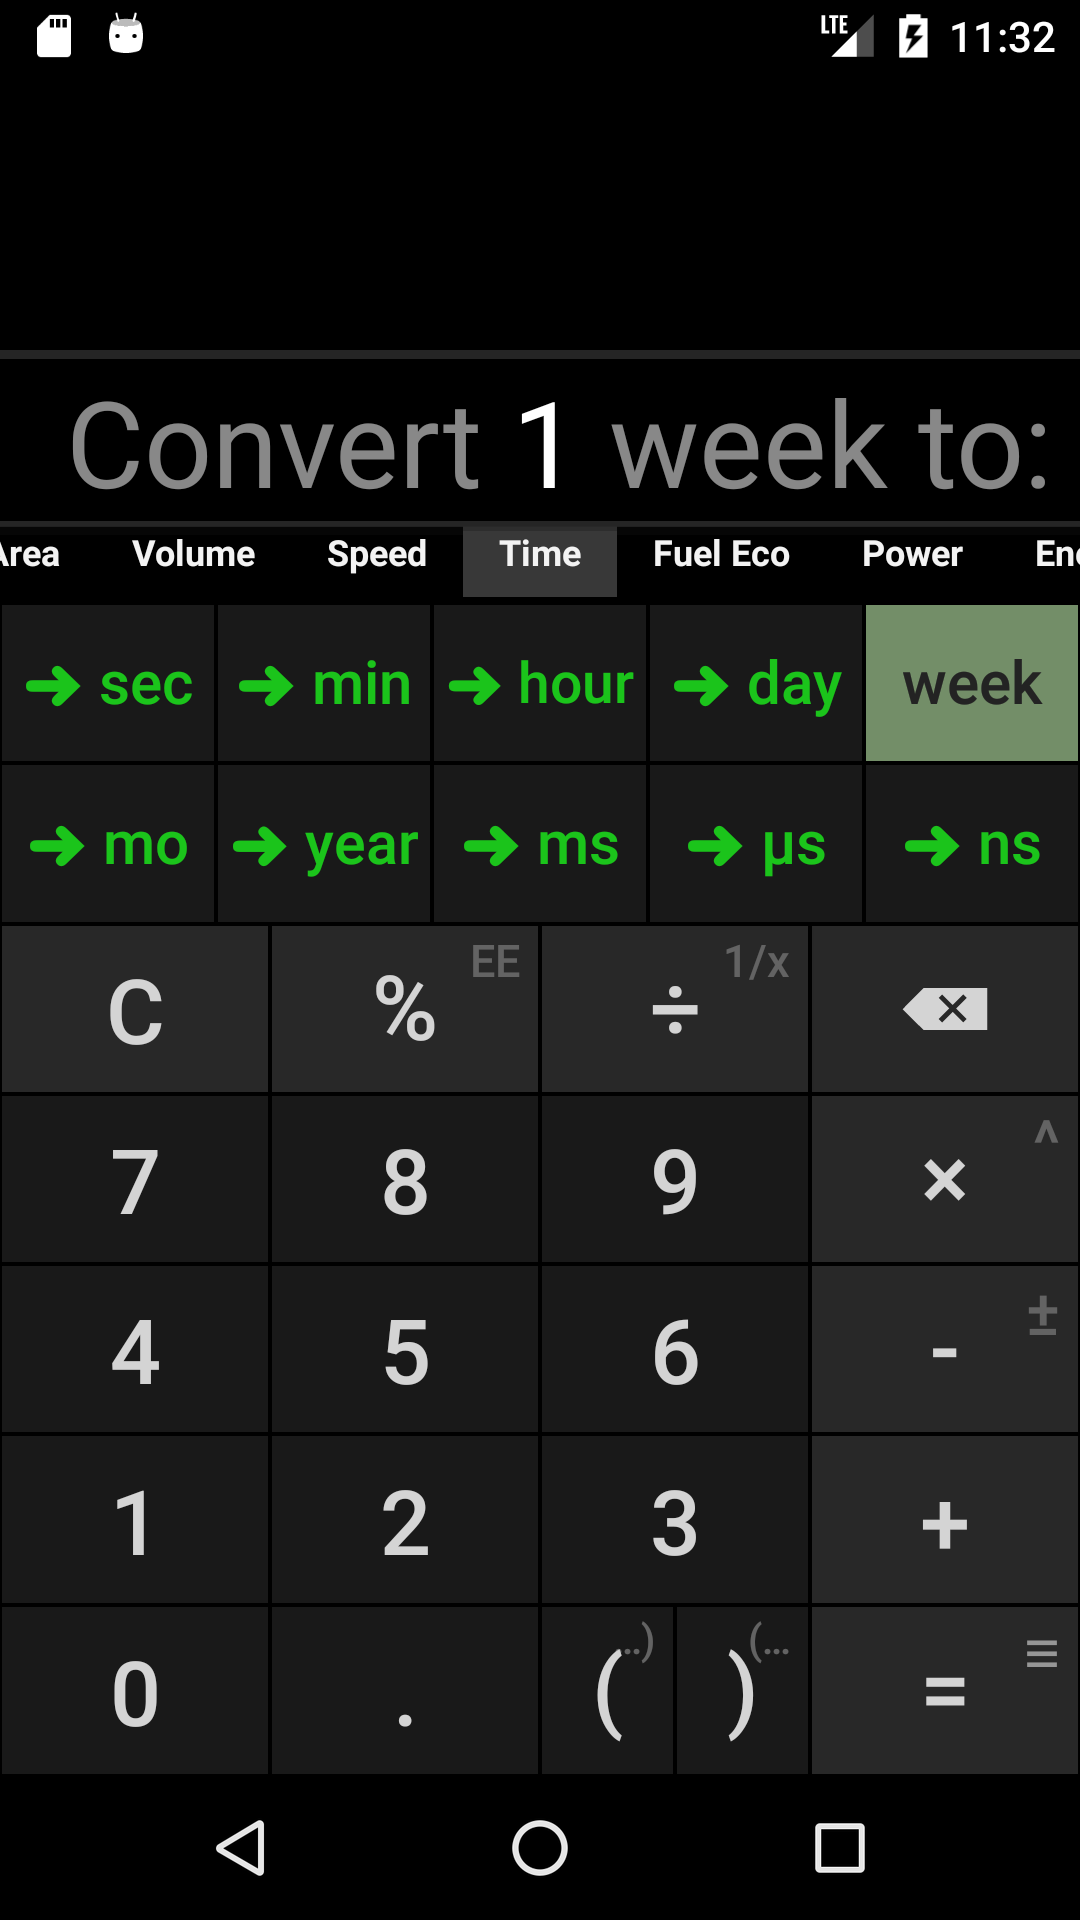 LTE 11:32
Convert 1 week to:
Area Volume Speed Time Fuel Eco Power
sec min hour day week
mo year ms µs ns
C % EE ÷ 1/x
7 8 9 × ^
4 5 6 - ±
1 2 3 +
0 . ( ..) ) (... =